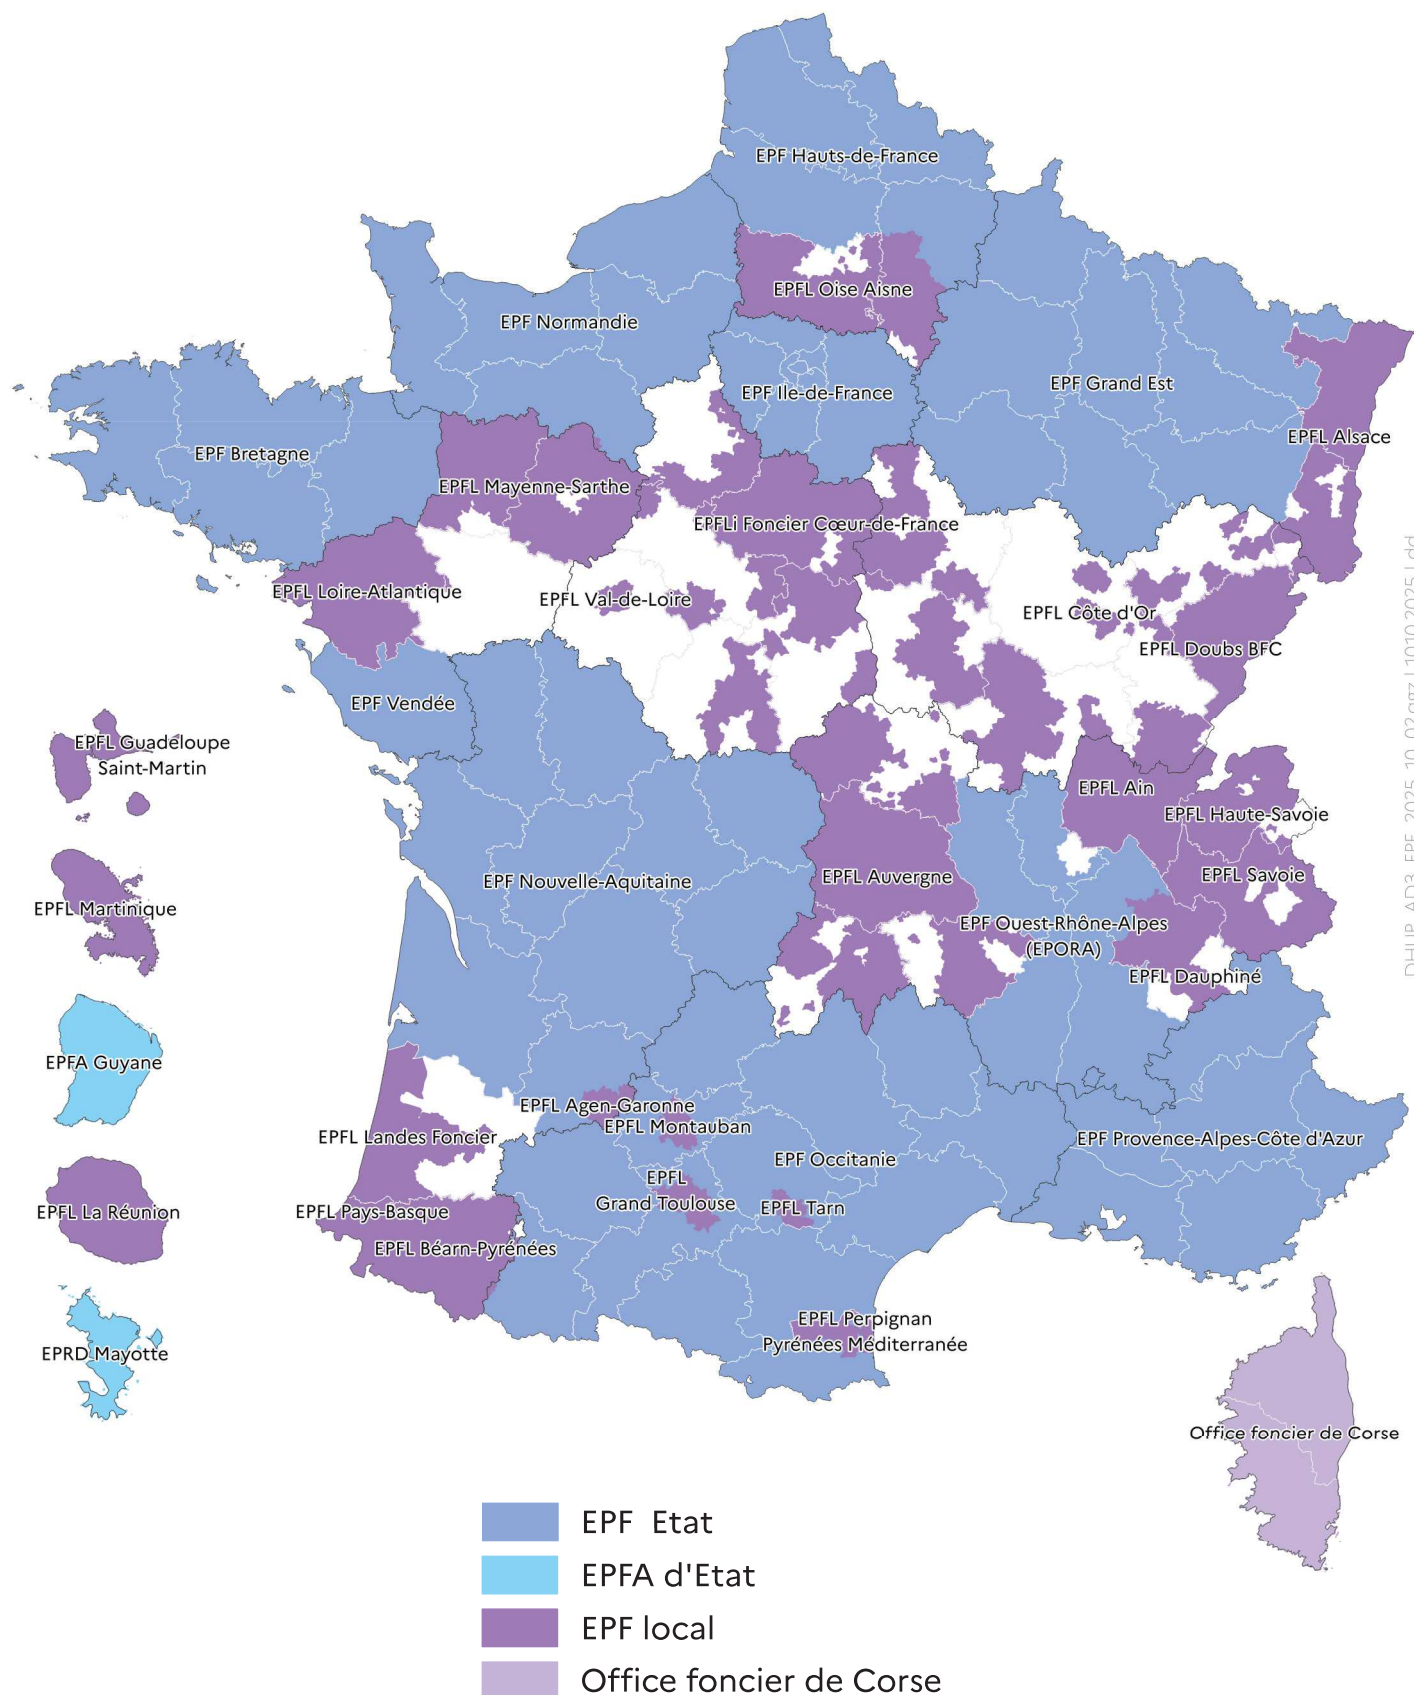 EPF Hauts-de-France
EPFL Oise Aisne
EPF Normandie
EPF Ile-de-France
EPF Grand Est
EPFL Alsace
EPF Bretagne
EPFL Mayenne-Sarthe
EPFLi Foncier Cœur-de-France
EPFL Loire-Atlantique
EPFL Val-de-Loire
EPFL Côte d'Or
EPFL Doubs BFC
EPF Vendée
EPFL Guadeloupe
Saint-Martin
EPFL Ain
EPFL Haute-Savoie
EPFL Auvergne
EPFL Savoie
EPF Nouvelle-Aquitaine
EPFL Martinique
EPF Ouest-Rhône-Alpes
(EPORA)
EPFL Dauphiné
EPFA Guyane
EPFL Agen-Garonne
EPFL Montauban
EPFL Landes Foncier
EPF Provence-Alpes-Côte d'Azur
EPF Occitanie
EPFL
Grand Toulouse
EPFL Tarn
EPFL La Réunion
EPFL Pays-Basque
EPFL Béarn-Pyrénées
EPFL Perpignan
Pyrénées Méditerranée
EPRD Mayotte
Office foncier de Corse
EPF Etat
EPFA d'Etat
EPF local
Office foncier de Corse